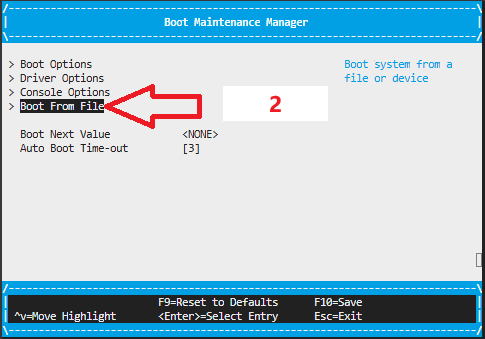 Boot Maintenance Manager
> Boot Options
Boot system from a
> Driver Options
file or device
> Console Options
> Boot From File
2
Boot Next Value <NONE>
Auto Boot Time-out [3]
F9=Reset to Defaults F10=Save
^v=Move Highlight <Enter>=Select Entry Esc=Exit